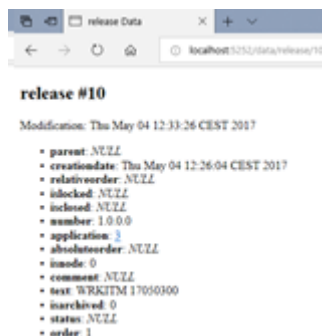 release Data
localhost:5252/data/release/10
release #10
Modification: Thu May 04 12:33:26 CEST 2017
parent: NULL
creationdate: Thu May 04 12:26:04 CEST 2017
relativeorder: NULL
islocked: NULL
isclosed: NULL
number: 1.0.0.0
application: 3
absoluteorder: NULL
isnode: 0
comment: NULL
text: WRKITM 17050300
isarchived: 0
status: NULL
order: 1